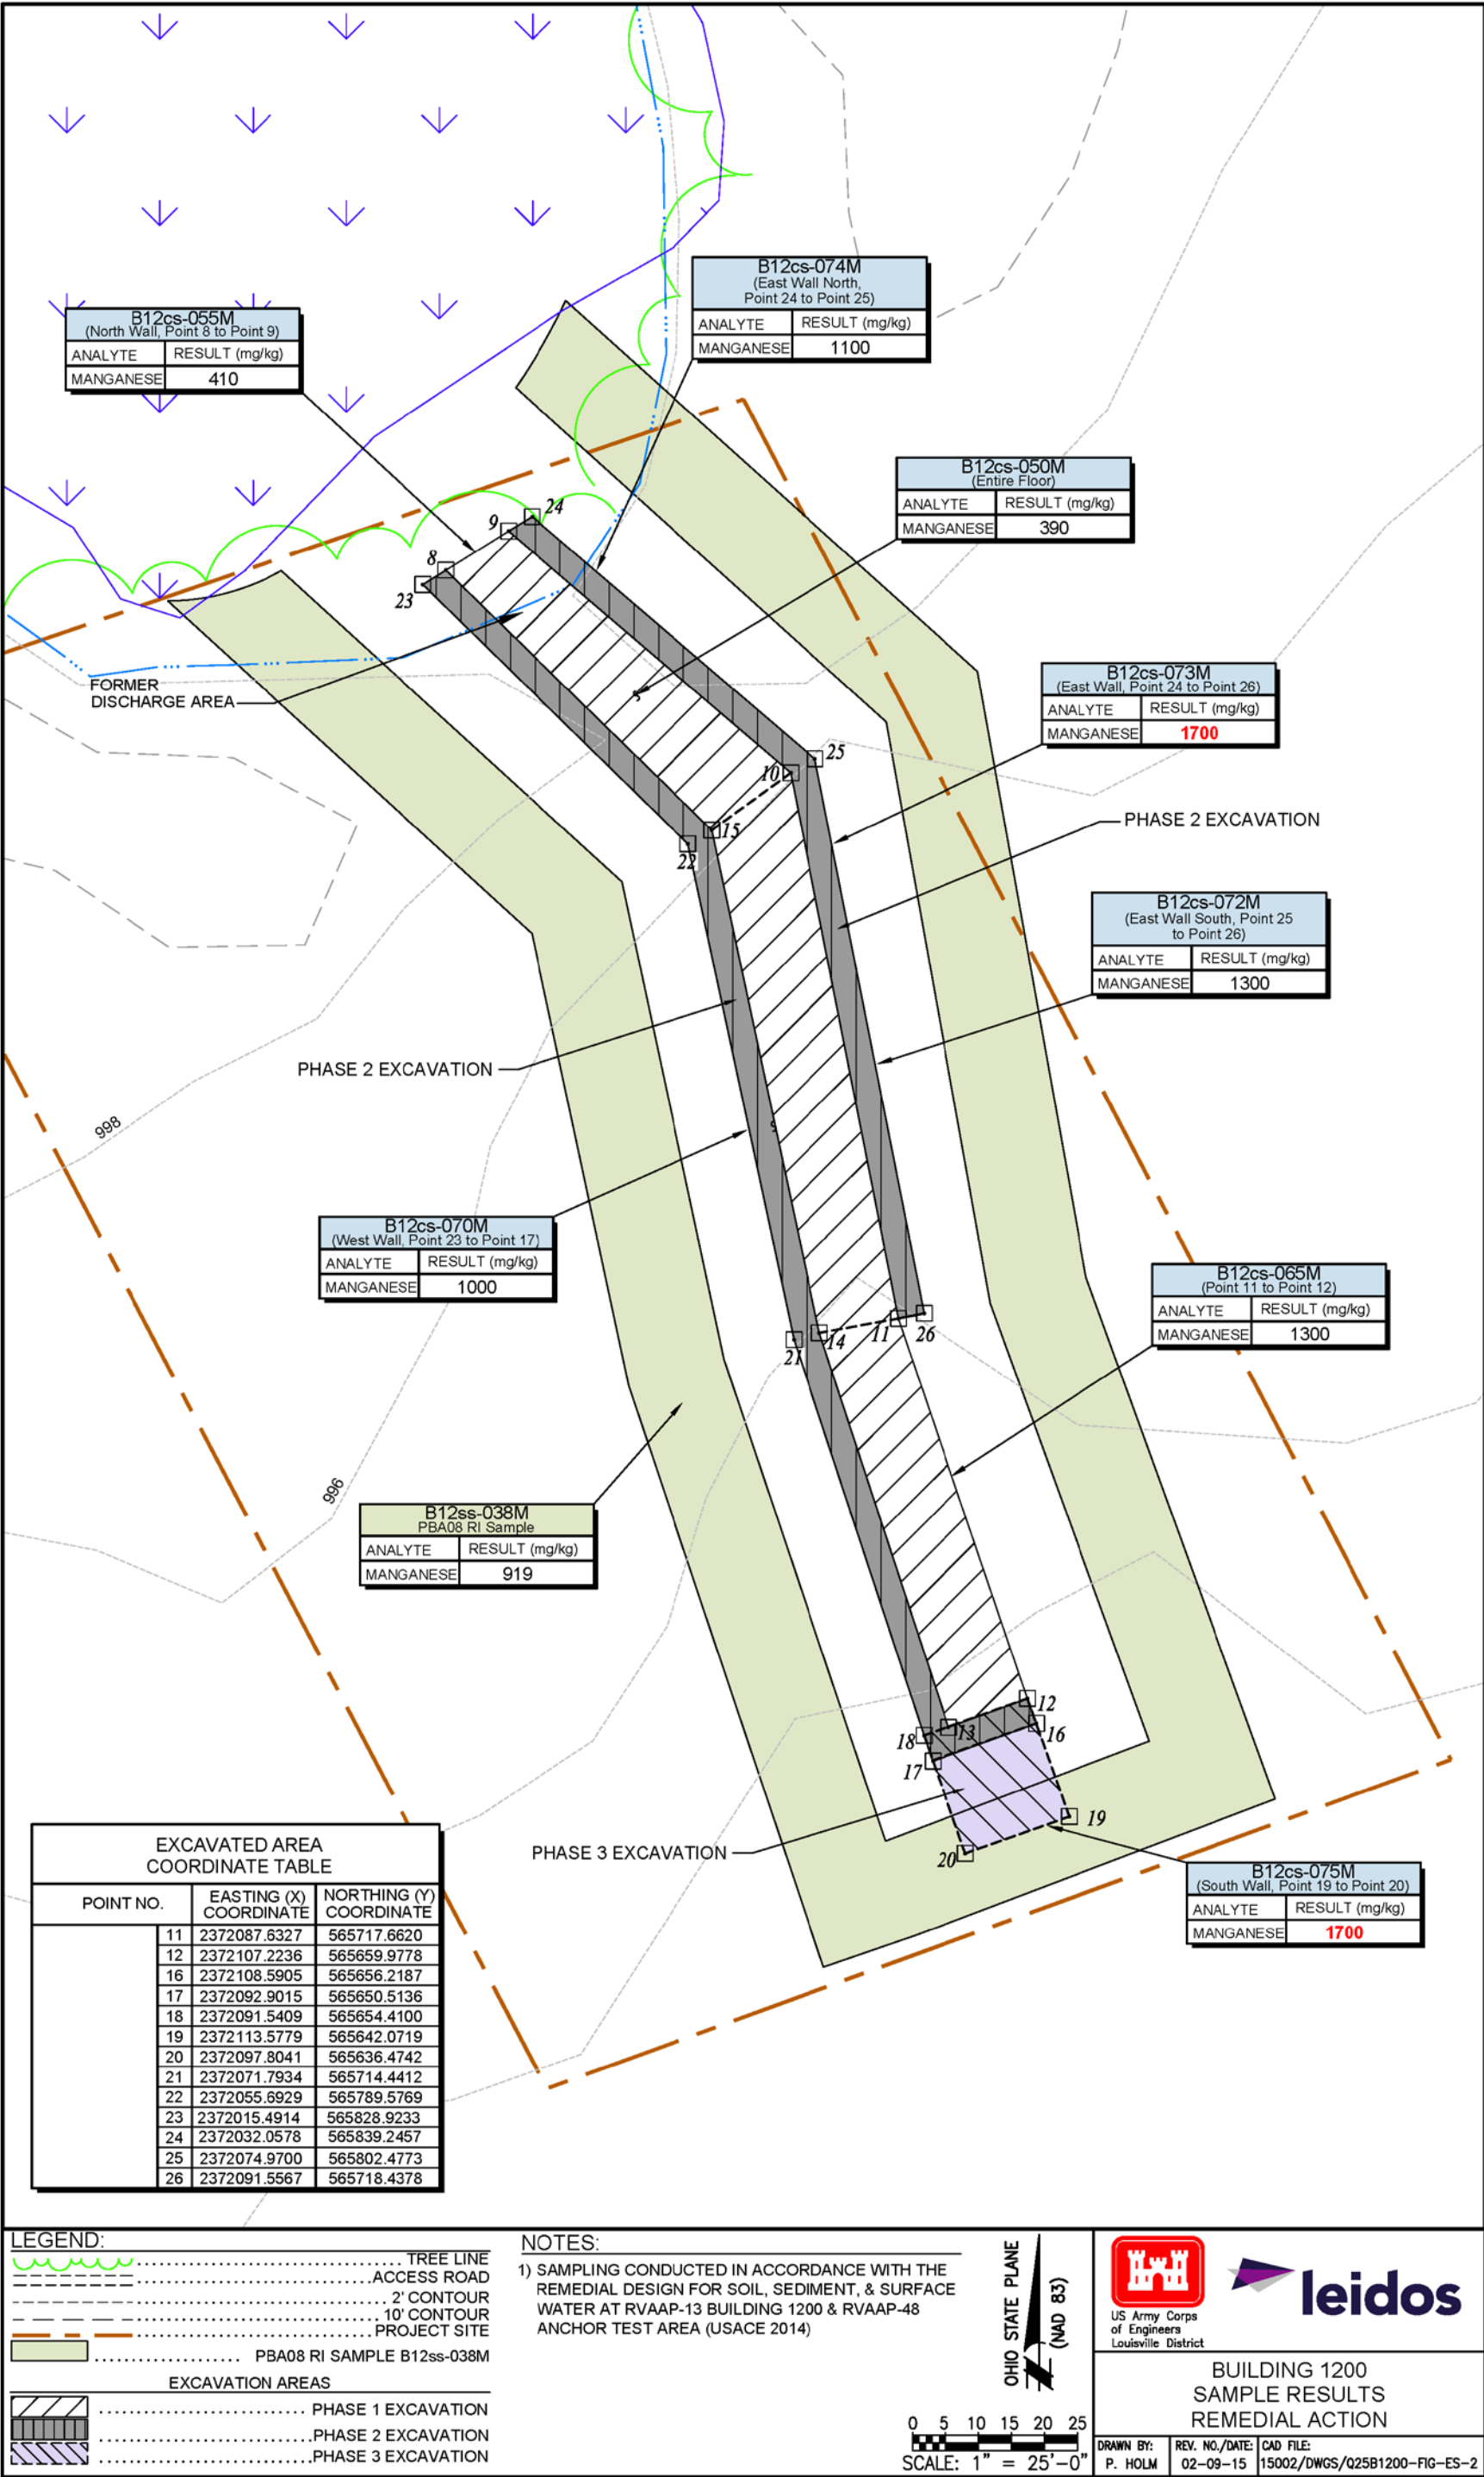 B12cs-074M
(East Wall North,
Point 24 to Point 25)
ANALYTE RESULT (mg/kg)
MANGANESE 1100
B12cs-055M
(North Wall, Point 8 to Point 9)
ANALYTE RESULT (mg/kg)
MANGANESE 410
B12cs-050M
(Entire Floor)
ANALYTE RESULT (mg/kg)
MANGANESE 390
24
9
8
23
B12cs-073M
(East Wall, Point 24 to Point 26)
ANALYTE RESULT (mg/kg)
MANGANESE 1700
FORMER
DISCHARGE AREA
25
10
15
22
PHASE 2 EXCAVATION
B12cs-072M
(East Wall South, Point 25
to Point 26)
ANALYTE RESULT (mg/kg)
MANGANESE 1300
PHASE 2 EXCAVATION
998
B12cs-070M
(West Wall, Point 23 to Point 17)
ANALYTE RESULT (mg/kg)
MANGANESE 1000
B12cs-065M
(Point 11 to Point 12)
ANALYTE RESULT (mg/kg)
MANGANESE 1300
21
14
11
26
996
B12ss-038M
PBA08 RI Sample
ANALYTE RESULT (mg/kg)
MANGANESE 919
12
18
13
16
17
19
20
PHASE 3 EXCAVATION
B12cs-075M
(South Wall, Point 19 to Point 20)
ANALYTE RESULT (mg/kg)
MANGANESE 1700
EXCAVATED AREA
COORDINATE TABLE
POINT NO. EASTING (X) COORDINATE NORTHING (Y) COORDINATE
11 2372087.6327 565717.6620
12 2372107.2236 565659.9778
16 2372108.5905 565656.2187
17 2372092.9015 565650.5136
18 2372091.5409 565654.4100
19 2372113.5779 565642.0719
20 2372097.8041 565636.4742
21 2372071.7934 565714.4412
22 2372055.6929 565789.5769
23 2372015.4914 565828.9233
24 2372032.0578 565839.2457
25 2372074.9700 565802.4773
26 2372091.5567 565718.4378
LEGEND:
TREE LINE
ACCESS ROAD
2' CONTOUR
10' CONTOUR
PROJECT SITE
PBA08 RI SAMPLE B12ss-038M
EXCAVATION AREAS
PHASE 1 EXCAVATION
PHASE 2 EXCAVATION
PHASE 3 EXCAVATION
NOTES:
1) SAMPLING CONDUCTED IN ACCORDANCE WITH THE
REMEDIAL DESIGN FOR SOIL, SEDIMENT, & SURFACE
WATER AT RVAAP-13 BUILDING 1200 & RVAAP-48
ANCHOR TEST AREA (USACE 2014)
OHIO STATE PLANE
(NAD 83)
0 5 10 15 20 25
SCALE: 1" = 25'-0"
US Army Corps
of Engineers
Louisville District
leidos
BUILDING 1200
SAMPLE RESULTS
REMEDIAL ACTION
DRAWN BY: REV. NO./DATE: CAD FILE:
P. HOLM 02-09-15 15002/DWGS/Q25B1200-FIG-ES-2